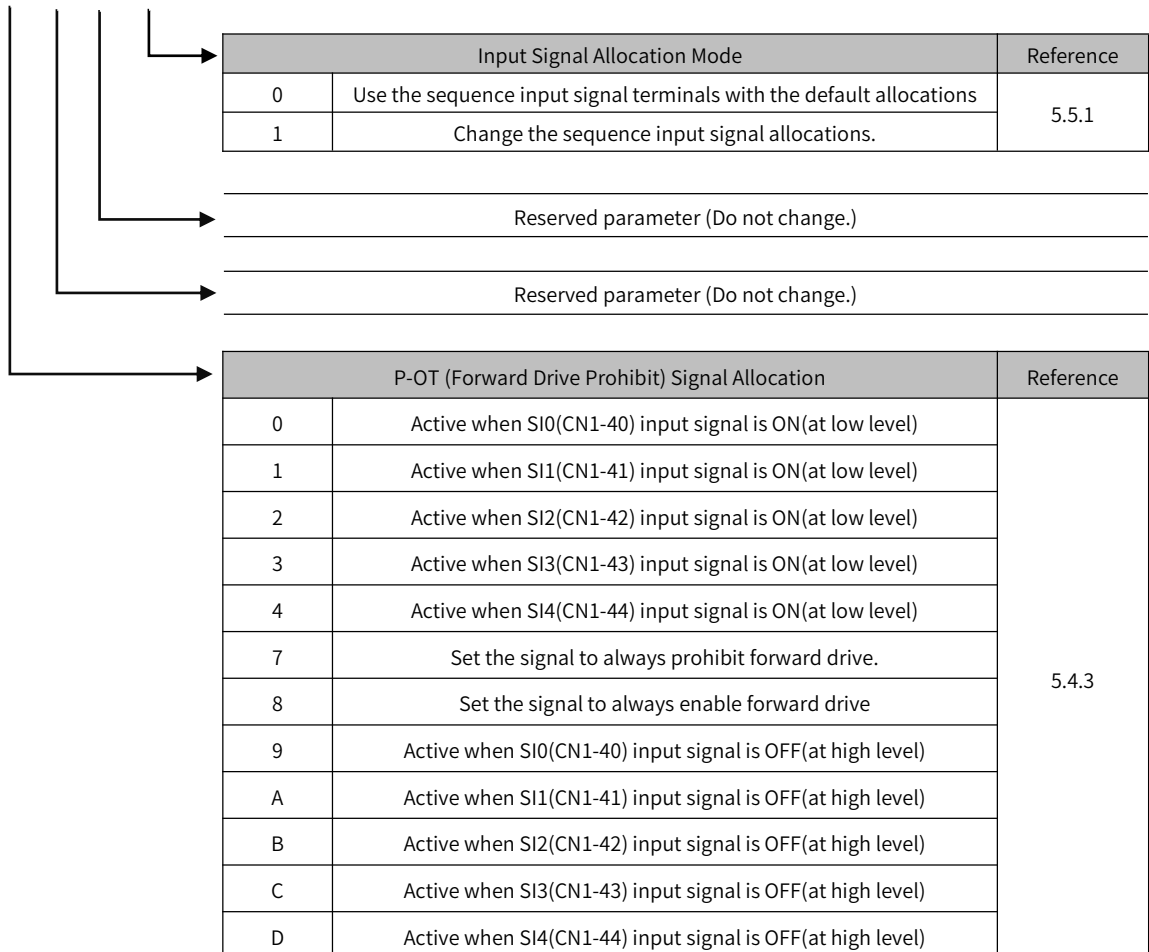 Input Signal Allocation Mode Reference
0 Use the sequence input signal terminals with the default allocations 5.5.1
1 Change the sequence input signal allocations.
Reserved parameter (Do not change.)
Reserved parameter (Do not change.)
P-OT (Forward Drive Prohibit) Signal Allocation Reference
0 Active when SI0(CN1-40) input signal is ON(at low level)
1 Active when SI1(CN1-41) input signal is ON(at low level)
2 Active when SI2(CN1-42) input signal is ON(at low level)
3 Active when SI3(CN1-43) input signal is ON(at low level)
4 Active when SI4(CN1-44) input signal is ON(at low level)
7 Set the signal to always prohibit forward drive.
5.4.3
8 Set the signal to always enable forward drive
9 Active when SI0(CN1-40) input signal is OFF(at high level)
A Active when SI1(CN1-41) input signal is OFF(at high level)
B Active when SI2(CN1-42) input signal is OFF(at high level)
C Active when SI3(CN1-43) input signal is OFF(at high level)
D Active when SI4(CN1-44) input signal is OFF(at high level)